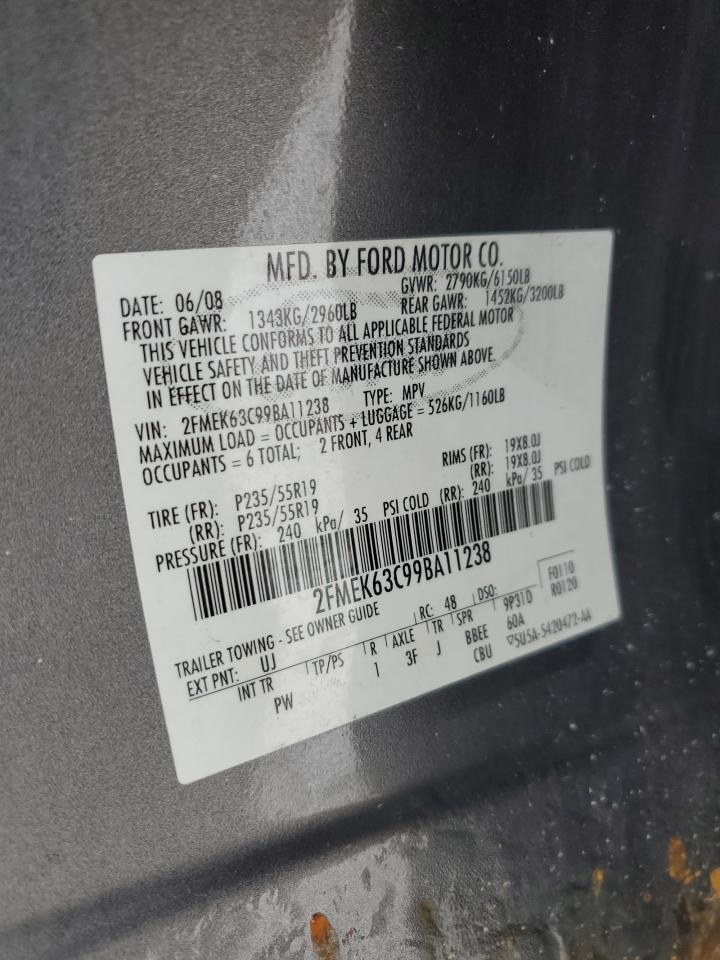 MFD. BY FORD MOTOR CO.
DATE: 06/08 GVWR: 2790KG/6150LB
FRONT GAWR: 1343KG/2960LB REAR GAWR: 1452KG/3200LB
THIS VEHICLE CONFORMS TO ALL APPLICABLE FEDERAL MOTOR
VEHICLE SAFETY AND THEFT PREVENTION STANDARDS
IN EFFECT ON THE DATE OF MANUFACTURE SHOWN ABOVE.
VIN: 2FMEK63C99BA11238 TYPE: MPV
MAXIMUM LOAD = OCCUPANTS + LUGGAGE = 526KG/1160LB
OCCUPANTS = 6 TOTAL; 2 FRONT, 4 REAR
TIRE (FR): P235/55R19 RIMS (FR): 19X8.0J
(RR): P235/55R19 (RR): 19X8.0J
PRESSURE (FR): 240 kPa/ 35 PSI COLD (RR): 240 kPa/ 35 PSI COLD
2FMEK63C99BA11238
TRAILER TOWING - SEE OWNER GUIDE F0110
EXT PNT: UJ RC: 48 DSO: 9P31D R0120
INT TR TP/PS R AXLE TR SPR 60A
PW 1 3F J BBEE
CBU 5U5A-5420472-AA